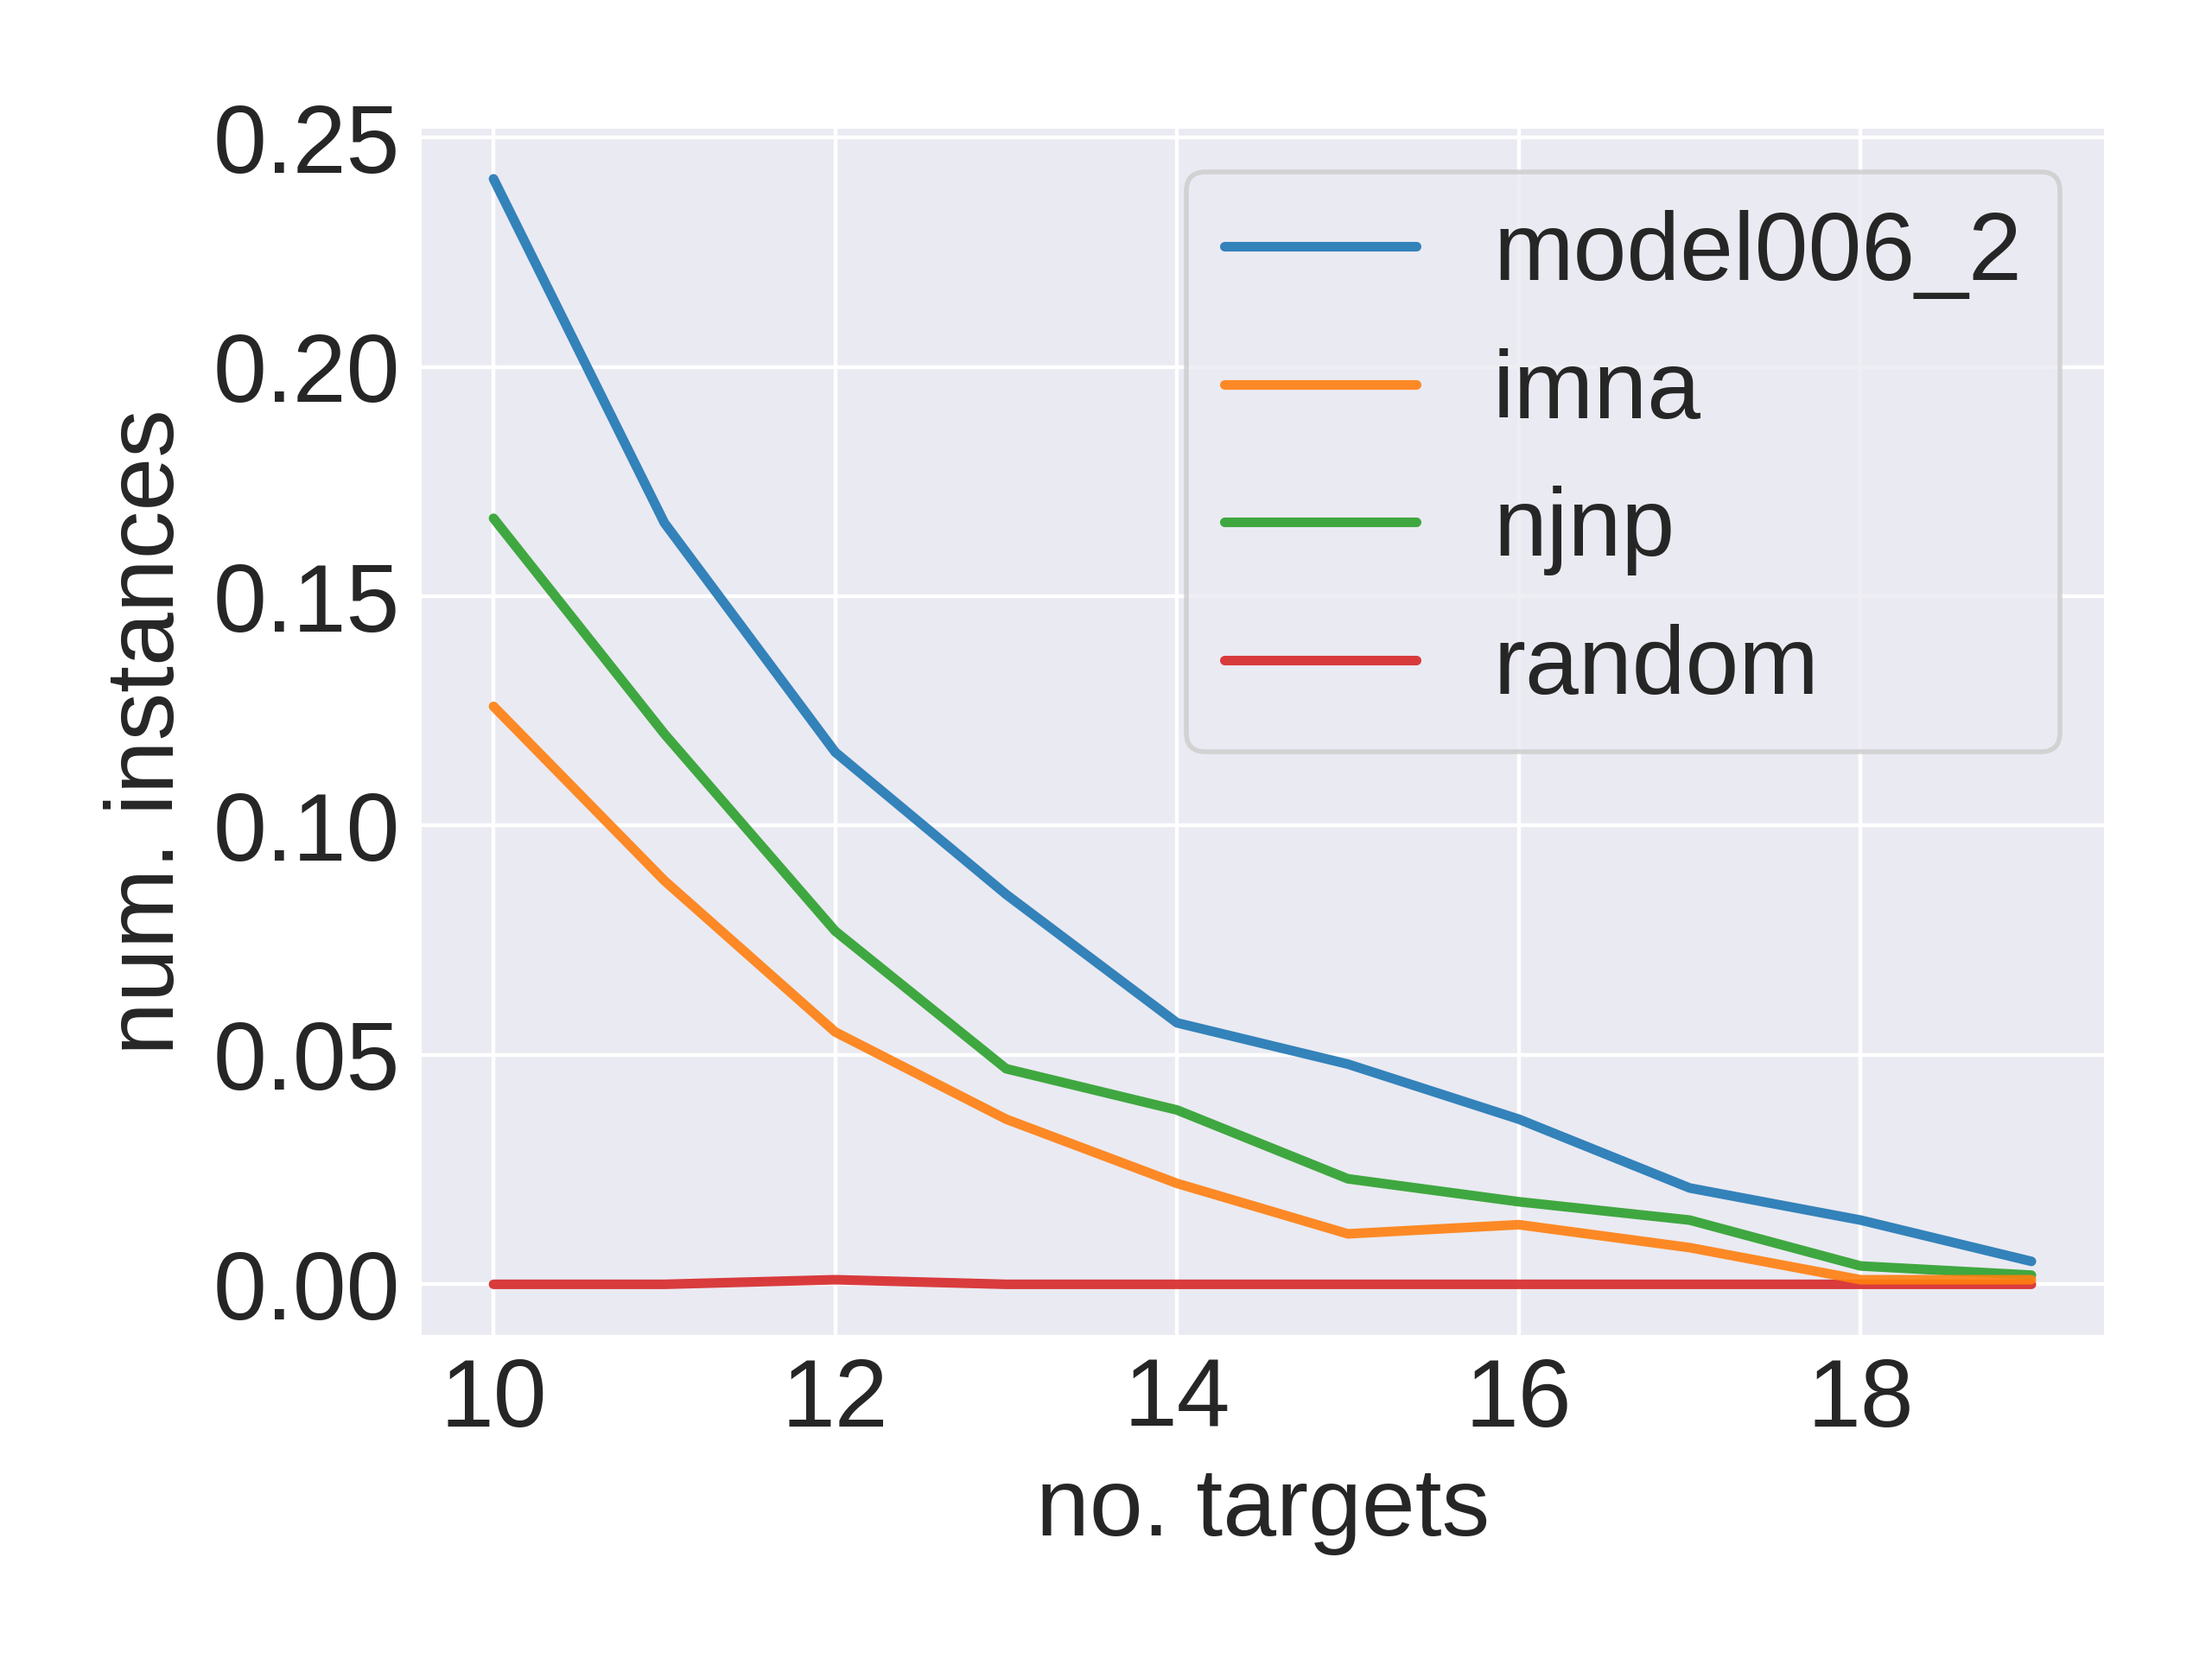 0.25
0.20
0.15
0.10
0.05
0.00
num. instances
model006_2
imna
njnp
random
10 12 14 16 18
no. targets